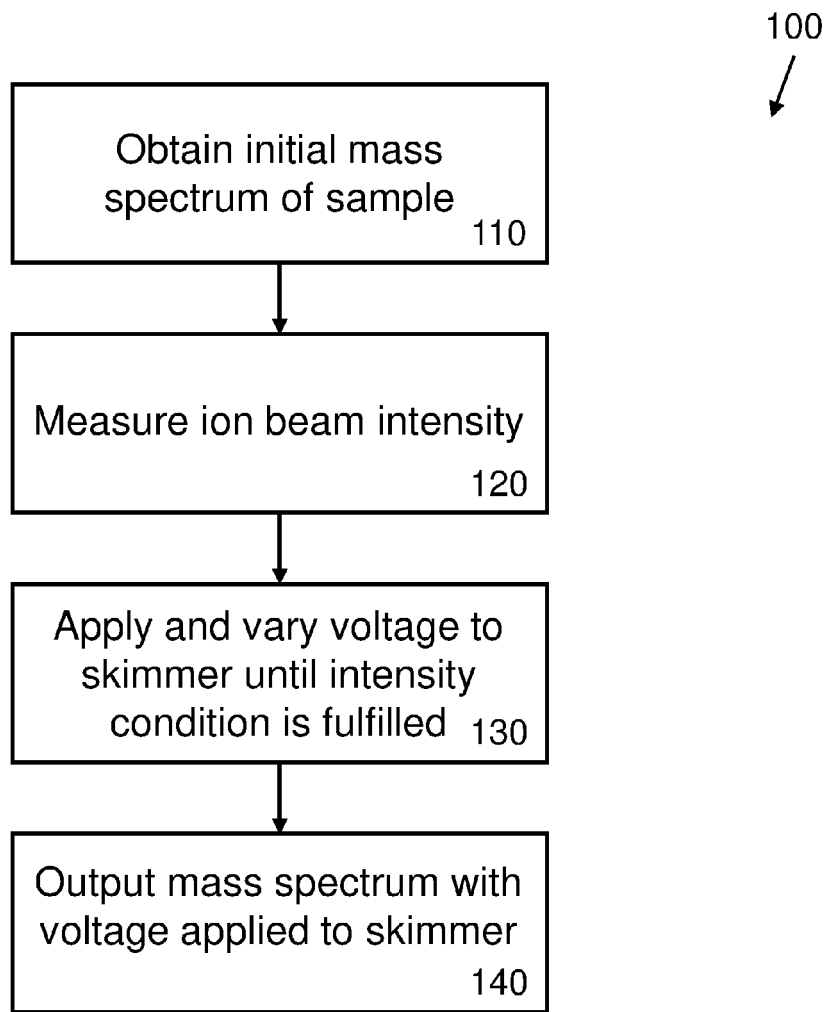 100
Obtain initial mass
spectrum of sample
110
Measure ion beam intensity
120
Apply and vary voltage to
skimmer until intensity
condition is fulfilled 130
Output mass spectrum with
voltage applied to skimmer
140